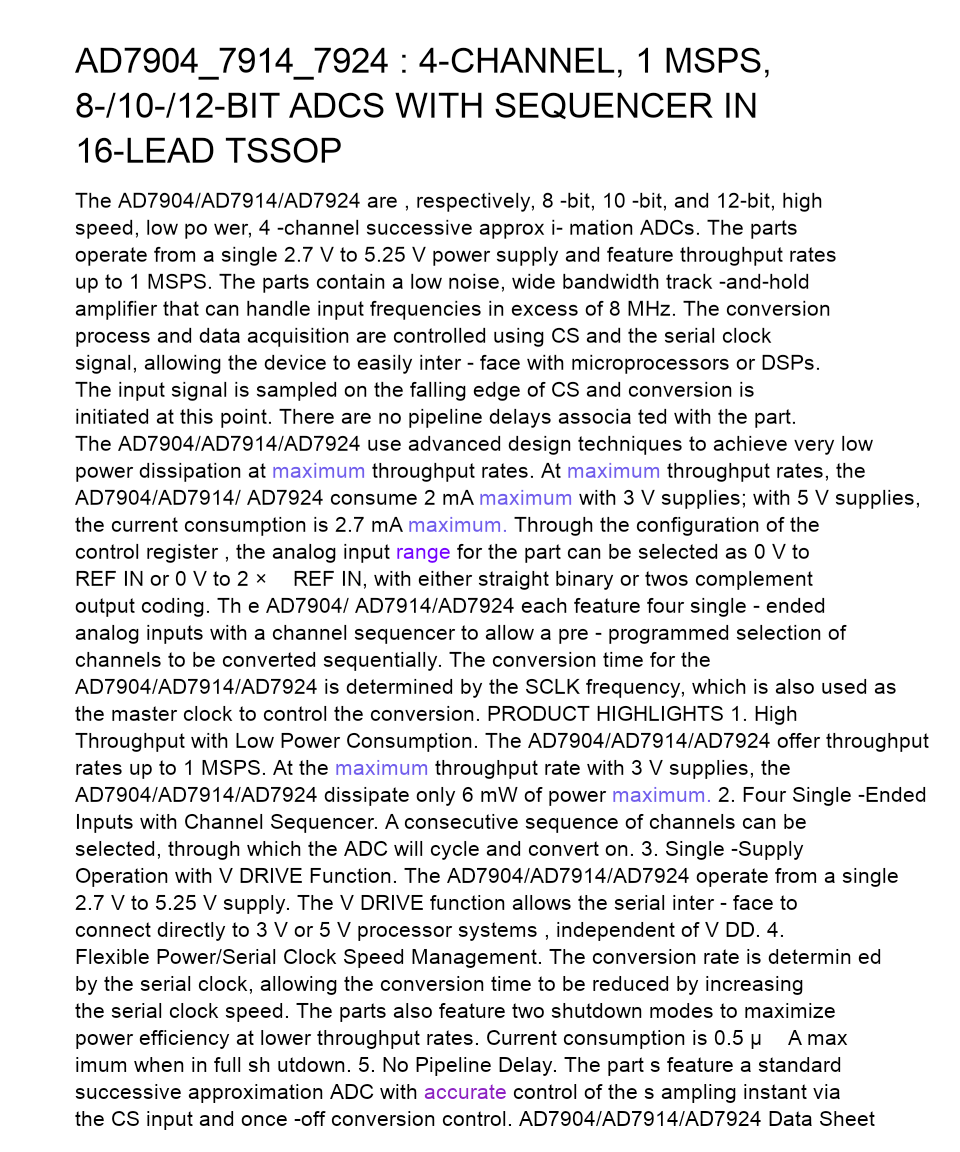 AD7904_7914_7924 : 4-CHANNEL, 1 MSPS,
8-/10-/12-BIT ADCS WITH SEQUENCER IN
16-LEAD TSSOP
The AD7904/AD7914/AD7924 are , respectively, 8 -bit, 10 -bit, and 12-bit, high
speed, low po wer, 4 -channel successive approx i- mation ADCs. The parts
operate from a single 2.7 V to 5.25 V power supply and feature throughput rates
up to 1 MSPS. The parts contain a low noise, wide bandwidth track -and-hold
amplifier that can handle input frequencies in excess of 8 MHz. The conversion
process and data acquisition are controlled using CS and the serial clock
signal, allowing the device to easily inter - face with microprocessors or DSPs.
The input signal is sampled on the falling edge of CS and conversion is
initiated at this point. There are no pipeline delays associa ted with the part.
The AD7904/AD7914/AD7924 use advanced design techniques to achieve very low
power dissipation at maximum throughput rates. At maximum throughput rates, the
AD7904/AD7914/ AD7924 consume 2 mA maximum with 3 V supplies; with 5 V supplies,
the current consumption is 2.7 mA maximum. Through the configuration of the
control register , the analog input range for the part can be selected as 0 V to
REF IN or 0 V to 2 × REF IN, with either straight binary or twos complement
output coding. Th e AD7904/ AD7914/AD7924 each feature four single - ended
analog inputs with a channel sequencer to allow a pre - programmed selection of
channels to be converted sequentially. The conversion time for the
AD7904/AD7914/AD7924 is determined by the SCLK frequency, which is also used as
the master clock to control the conversion. PRODUCT HIGHLIGHTS 1. High
Throughput with Low Power Consumption. The AD7904/AD7914/AD7924 offer throughput
rates up to 1 MSPS. At the maximum throughput rate with 3 V supplies, the
AD7904/AD7914/AD7924 dissipate only 6 mW of power maximum. 2. Four Single -Ended
Inputs with Channel Sequencer. A consecutive sequence of channels can be
selected, through which the ADC will cycle and convert on. 3. Single -Supply
Operation with V DRIVE Function. The AD7904/AD7914/AD7924 operate from a single
2.7 V to 5.25 V supply. The V DRIVE function allows the serial inter - face to
connect directly to 3 V or 5 V processor systems , independent of V DD. 4.
Flexible Power/Serial Clock Speed Management. The conversion rate is determin ed
by the serial clock, allowing the conversion time to be reduced by increasing
the serial clock speed. The parts also feature two shutdown modes to maximize
power efficiency at lower throughput rates. Current consumption is 0.5 μ A max
imum when in full sh utdown. 5. No Pipeline Delay. The part s feature a standard
successive approximation ADC with accurate control of the s ampling instant via
the CS input and once -off conversion control. AD7904/AD7914/AD7924 Data Sheet